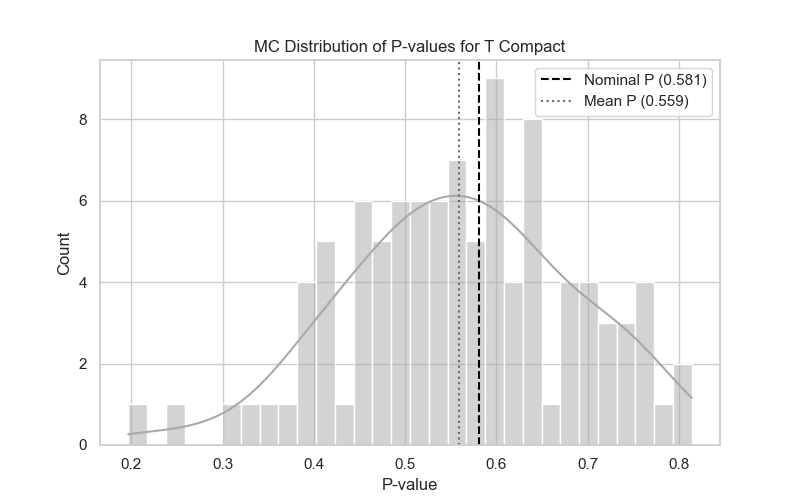 MC Distribution of P-values for T Compact
Nominal P (0.581)
Mean P (0.559)
8
6
4
2
0
Count
0.2 0.3 0.4 0.5 0.6 0.7 0.8
P-value